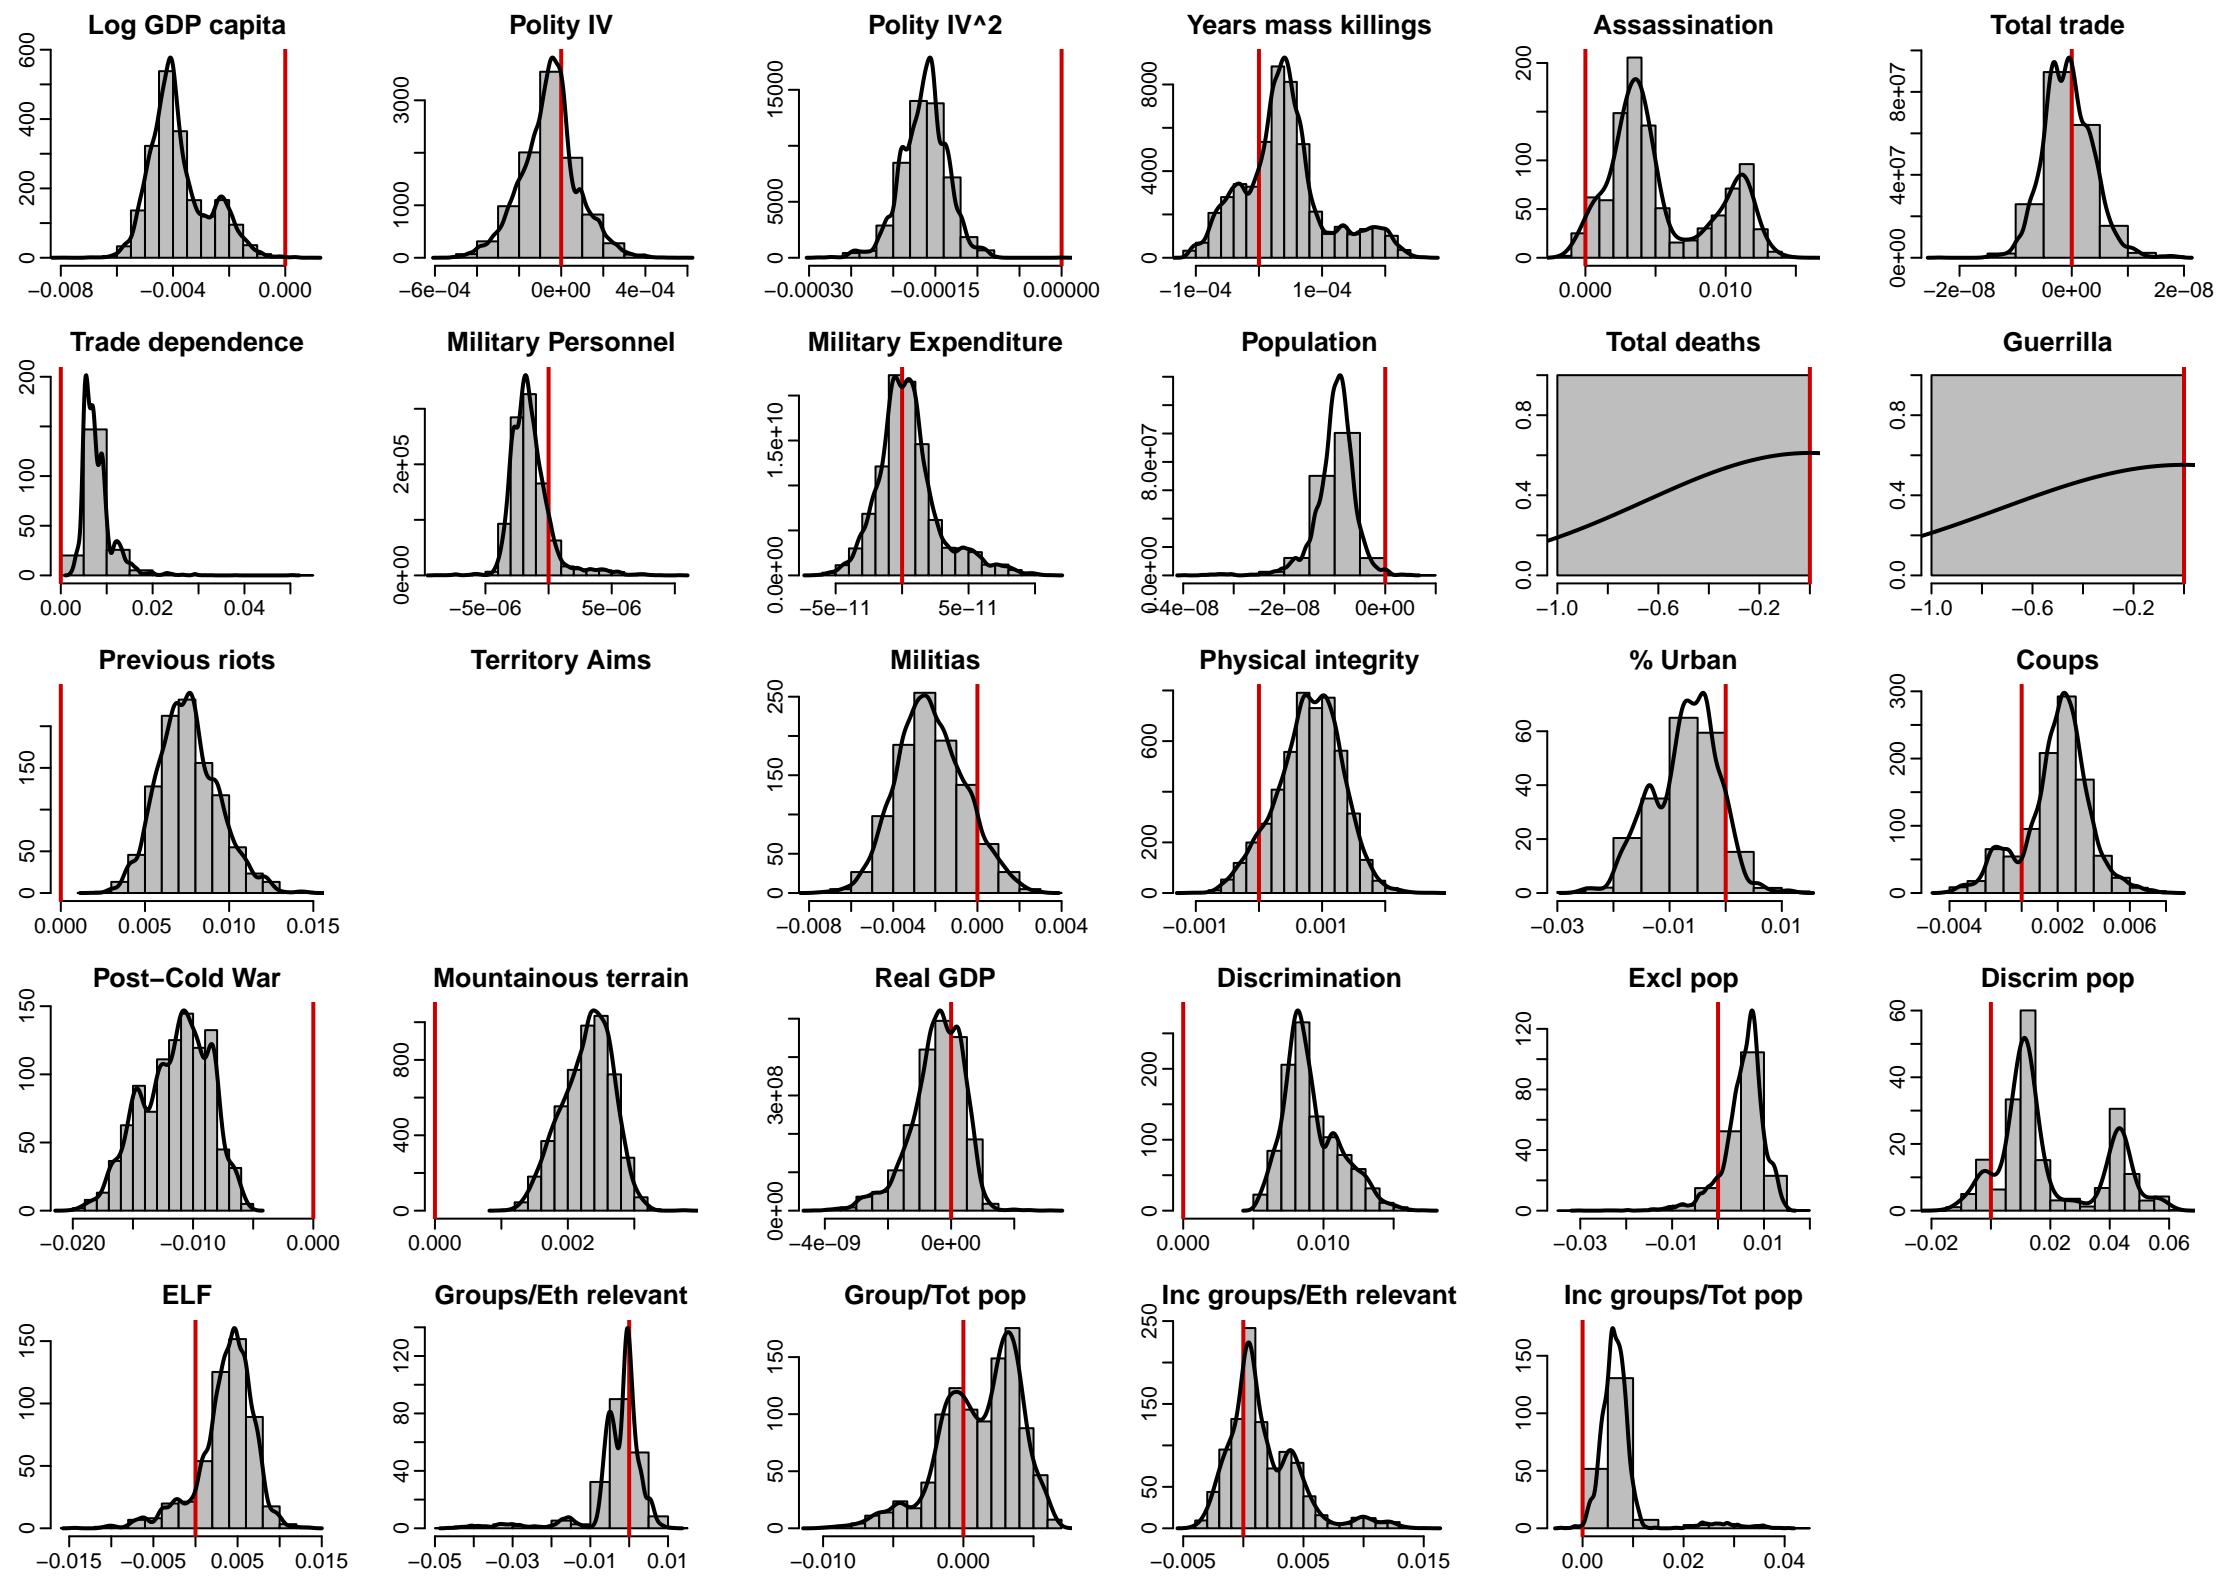 Log GDP capita
0 200 400 600
−0.008 −0.004 0.000
Polity IV
0 1000 3000
−6e−04 0e+00 4e−04
Polity IV^2
0 5000 15000
−0.00030 −0.00015 0.00000
Years mass killings
0 4000 8000
−1e−04 1e−04
Assassination
0 50 100 200
0.000 0.010
Total trade
0e+00 4e+07 8e+07
−2e−08 0e+00 2e−08
Trade dependence
0 50 100 200
0.00 0.02 0.04
Military Personnel
0e+00 2e+05
−5e−06 5e−06
Military Expenditure
0.0e+00 1.5e+10
−5e−11 5e−11
Population
0.0e+00 8.0e+07
−4e−08 −2e−08 0e+00
Total deaths
0.0 0.4 0.8
−1.0 −0.6 −0.2
Guerrilla
0.0 0.4 0.8
−1.0 −0.6 −0.2
Previous riots
0 50 150
0.000 0.005 0.010 0.015
Territory Aims
Militias
0 50 150 250
−0.008 −0.004 0.000 0.004
Physical integrity
0 200 600
−0.001 0.001
% Urban
0 20 40 60
−0.03 −0.01 0.01
Coups
0 100 200 300
−0.004 0.002 0.006
Post−Cold War
0 50 100 150
−0.020 −0.010 0.000
Mountainous terrain
0 400 800
0.000 0.002
Real GDP
0e+00 3e+08
−4e−09 0e+00
Discrimination
0 100 200
0.000 0.010
Excl pop
0 40 80 120
−0.03 −0.01 0.01
Discrim pop
0 20 40 60
−0.02 0.02 0.04 0.06
ELF
0 50 100 150
−0.015 −0.005 0.005 0.015
Groups/Eth relevant
0 40 80 120
−0.05 −0.03 −0.01 0.01
Group/Tot pop
0 50 100 150
−0.010 0.000
Inc groups/Eth relevant
0 50 150 250
−0.005 0.005 0.015
Inc groups/Tot pop
0 50 100 150
0.00 0.02 0.04